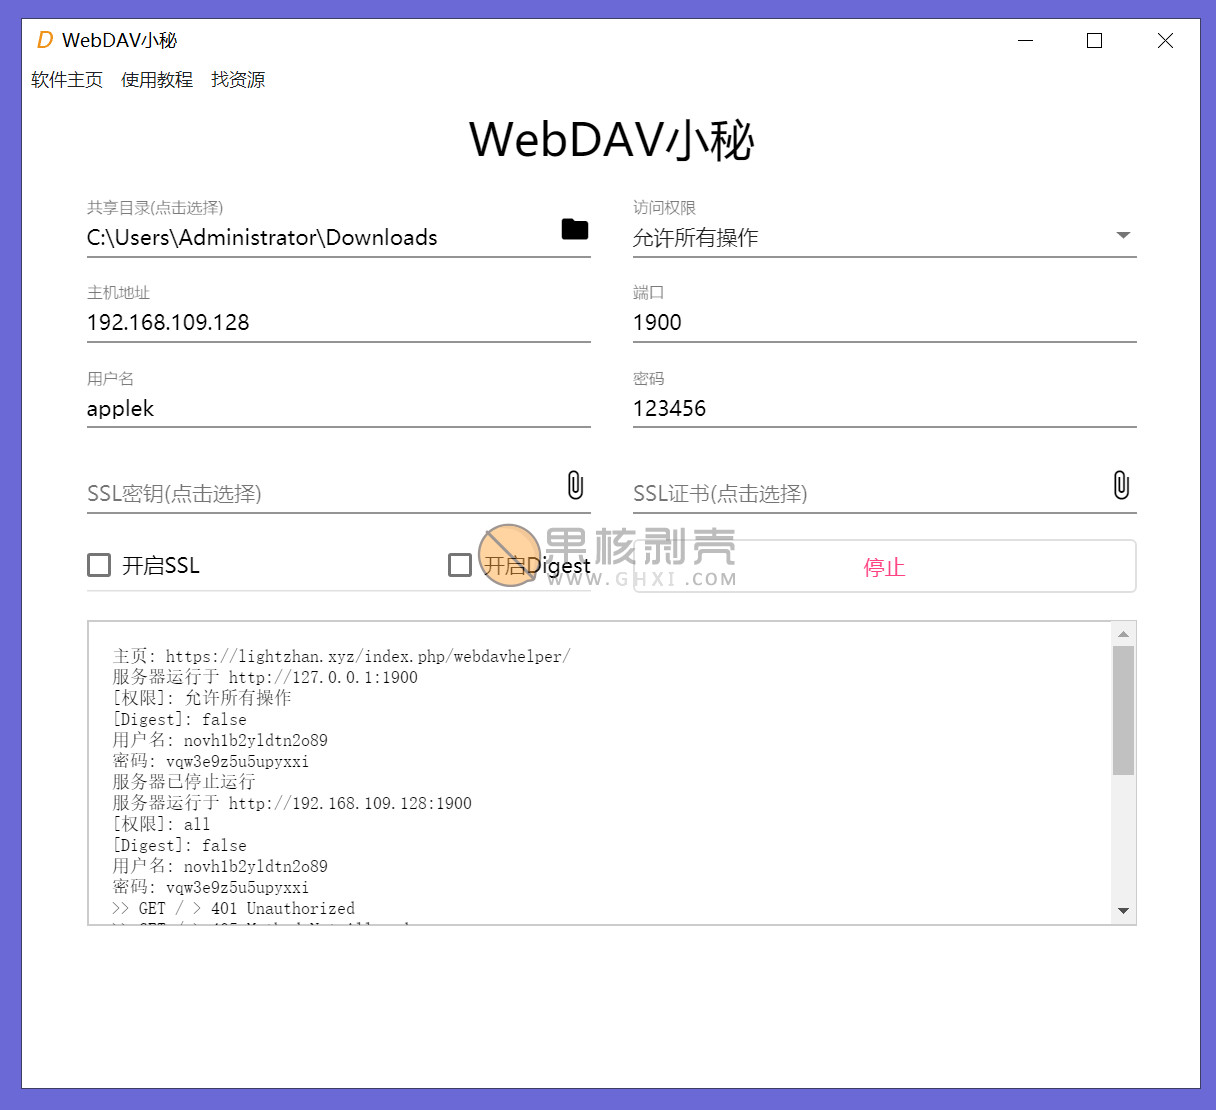 D WebDAV小秘
软件主页 使用教程 找资源
WebDAV小秘
共享目录(点击选择) 访问权限
C:\Users\Administrator\Downloads 允许所有操作
主机地址 端口
192.168.109.128 1900
用户名 密码
applek 123456
SSL密钥(点击选择) SSL证书(点击选择)
果核剥壳
开启SSL 开启Digest 停止
WWW.GHXI.COM
主页: https://lightzhan.xyz/index.php/webdavhelper/
服务器运行于 http://127.0.0.1:1900
[权限]: 允许所有操作
[Digest]: false
用户名: novh1b2yldtn2o89
密码: vqw3e9z5u5upyxxi
服务器已停止运行
服务器运行于 http://192.168.109.128:1900
[权限]: all
[Digest]: false
用户名: novh1b2yldtn2o89
密码: vqw3e9z5u5upyxxi
>> GET / > 401 Unauthorized